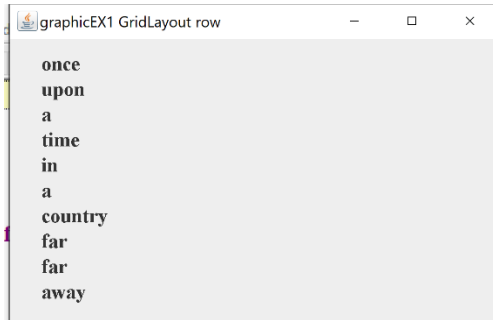 graphicEX1 GridLayout row
once
upon
a
time
in
a
country
far
far
away